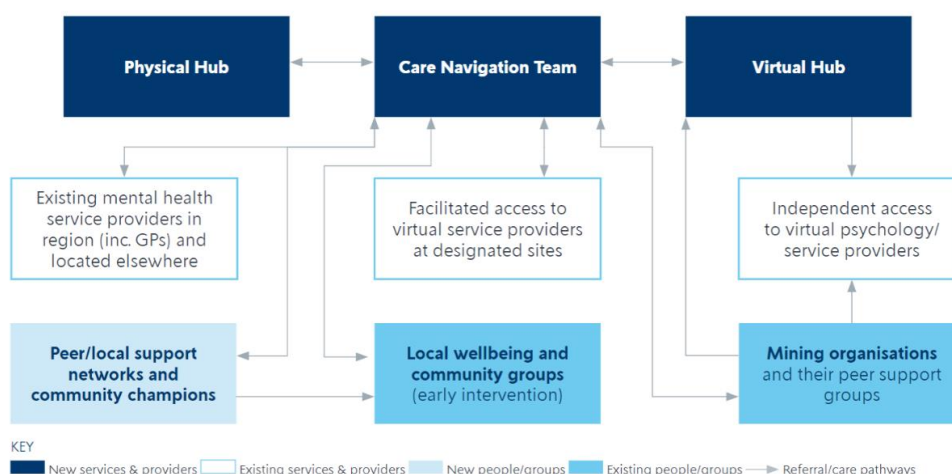 Physical Hub
Care Navigation Team
Virtual Hub
Existing mental health
service providers in
region (inc. GPs) and
located elsewhere
Facilitated access to
virtual service providers
at designated sites
Independent access
to virtual psychology/
service providers
Peer/local support
networks and
community champions
Local wellbeing and
community groups
(early intervention)
Mining organisations
and their peer support
groups
KEY
New services & providers
Existing services & providers
New people/groups
Existing people/groups
Referral/care pathways